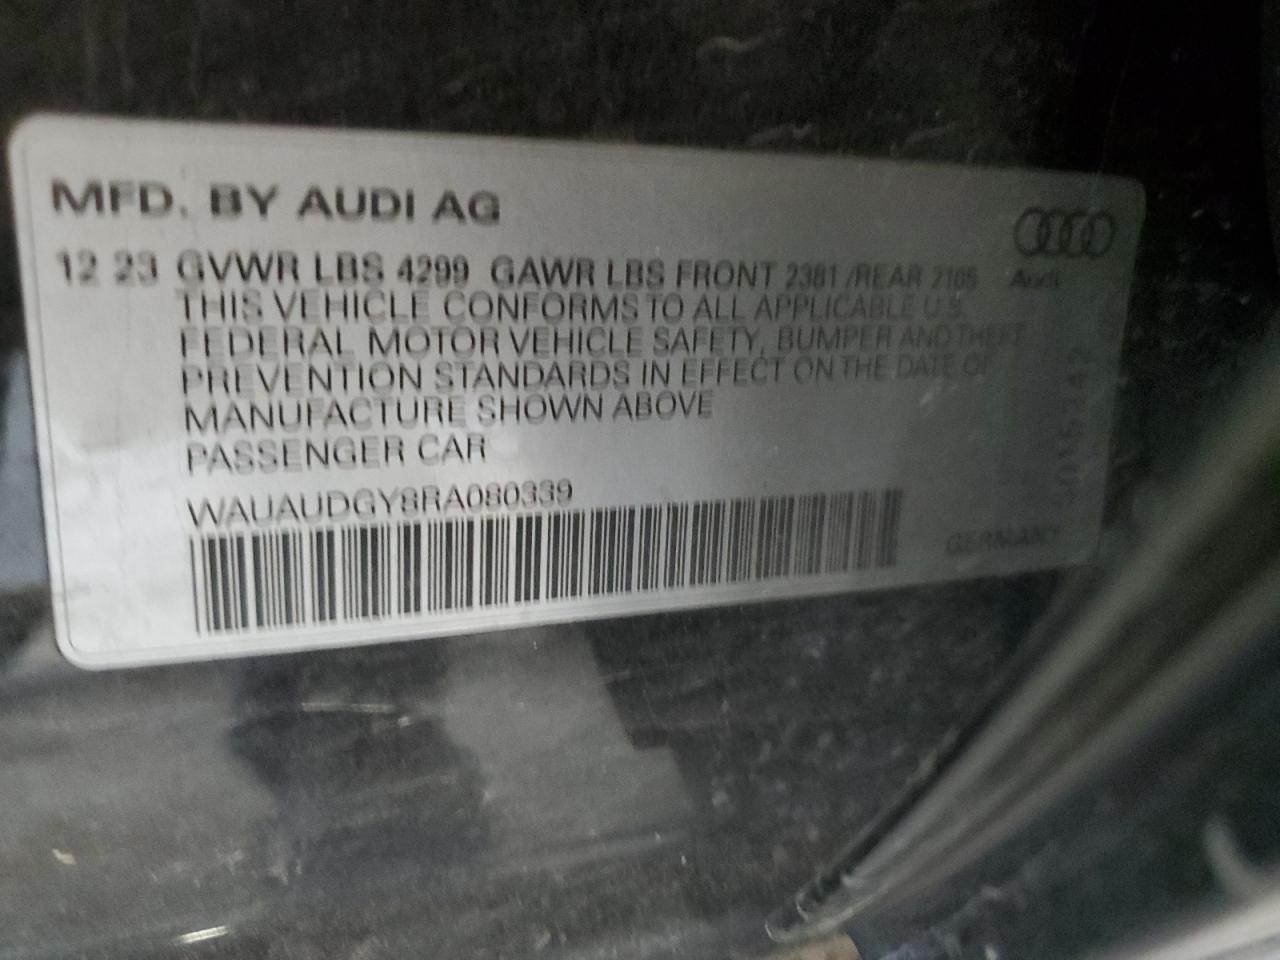 MFD. BY AUDI AG
12 23 GVWR LBS 4299 GAWR LBS FRONT 2381 /REAR 2105
Audi
THIS VEHICLE CONFORMS TO ALL APPLICABLE U.S.
FEDERAL MOTOR VEHICLE SAFETY, BUMPER AND THEFT
PREVENTION STANDARDS IN EFFECT ON THE DATE OF
MANUFACTURE SHOWN ABOVE
PASSENGER CAR
WAUAUDGY8RA080339
GERMANY